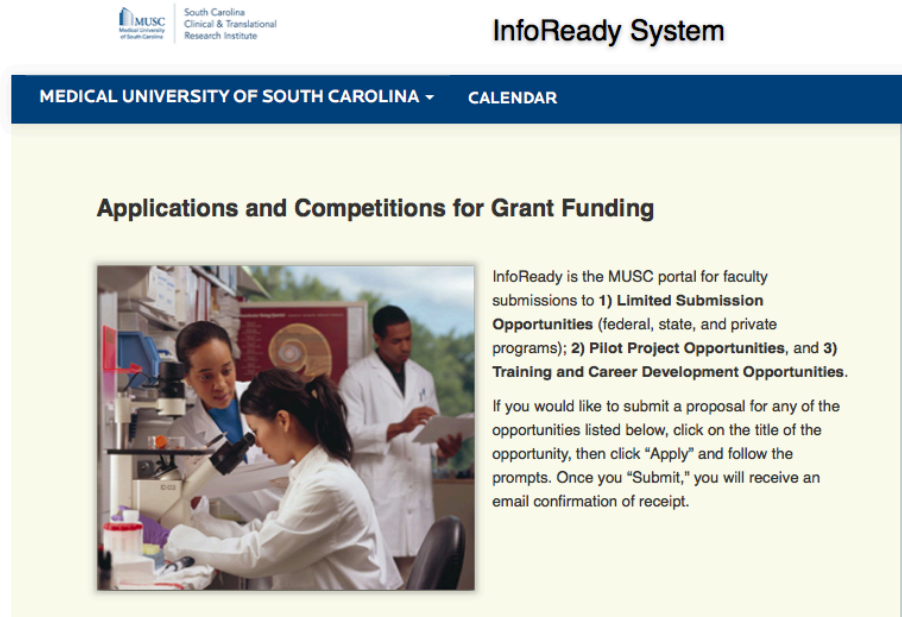 MUSC
Medical University
of South Carolina
South Carolina
Clinical & Translational
Research Institute
InfoReady System
MEDICAL UNIVERSITY OF SOUTH CAROLINA
CALENDAR
Applications and Competitions for Grant Funding
InfoReady is the MUSC portal for faculty
submissions to 1) Limited Submission
Opportunities (federal, state, and private
programs); 2) Pilot Project Opportunities, and 3)
Training and Career Development Opportunities.
If you would like to submit a proposal for any of the
opportunities listed below, click on the title of the
opportunity, then click “Apply” and follow the
prompts. Once you “Submit,” you will receive an
email confirmation of receipt.